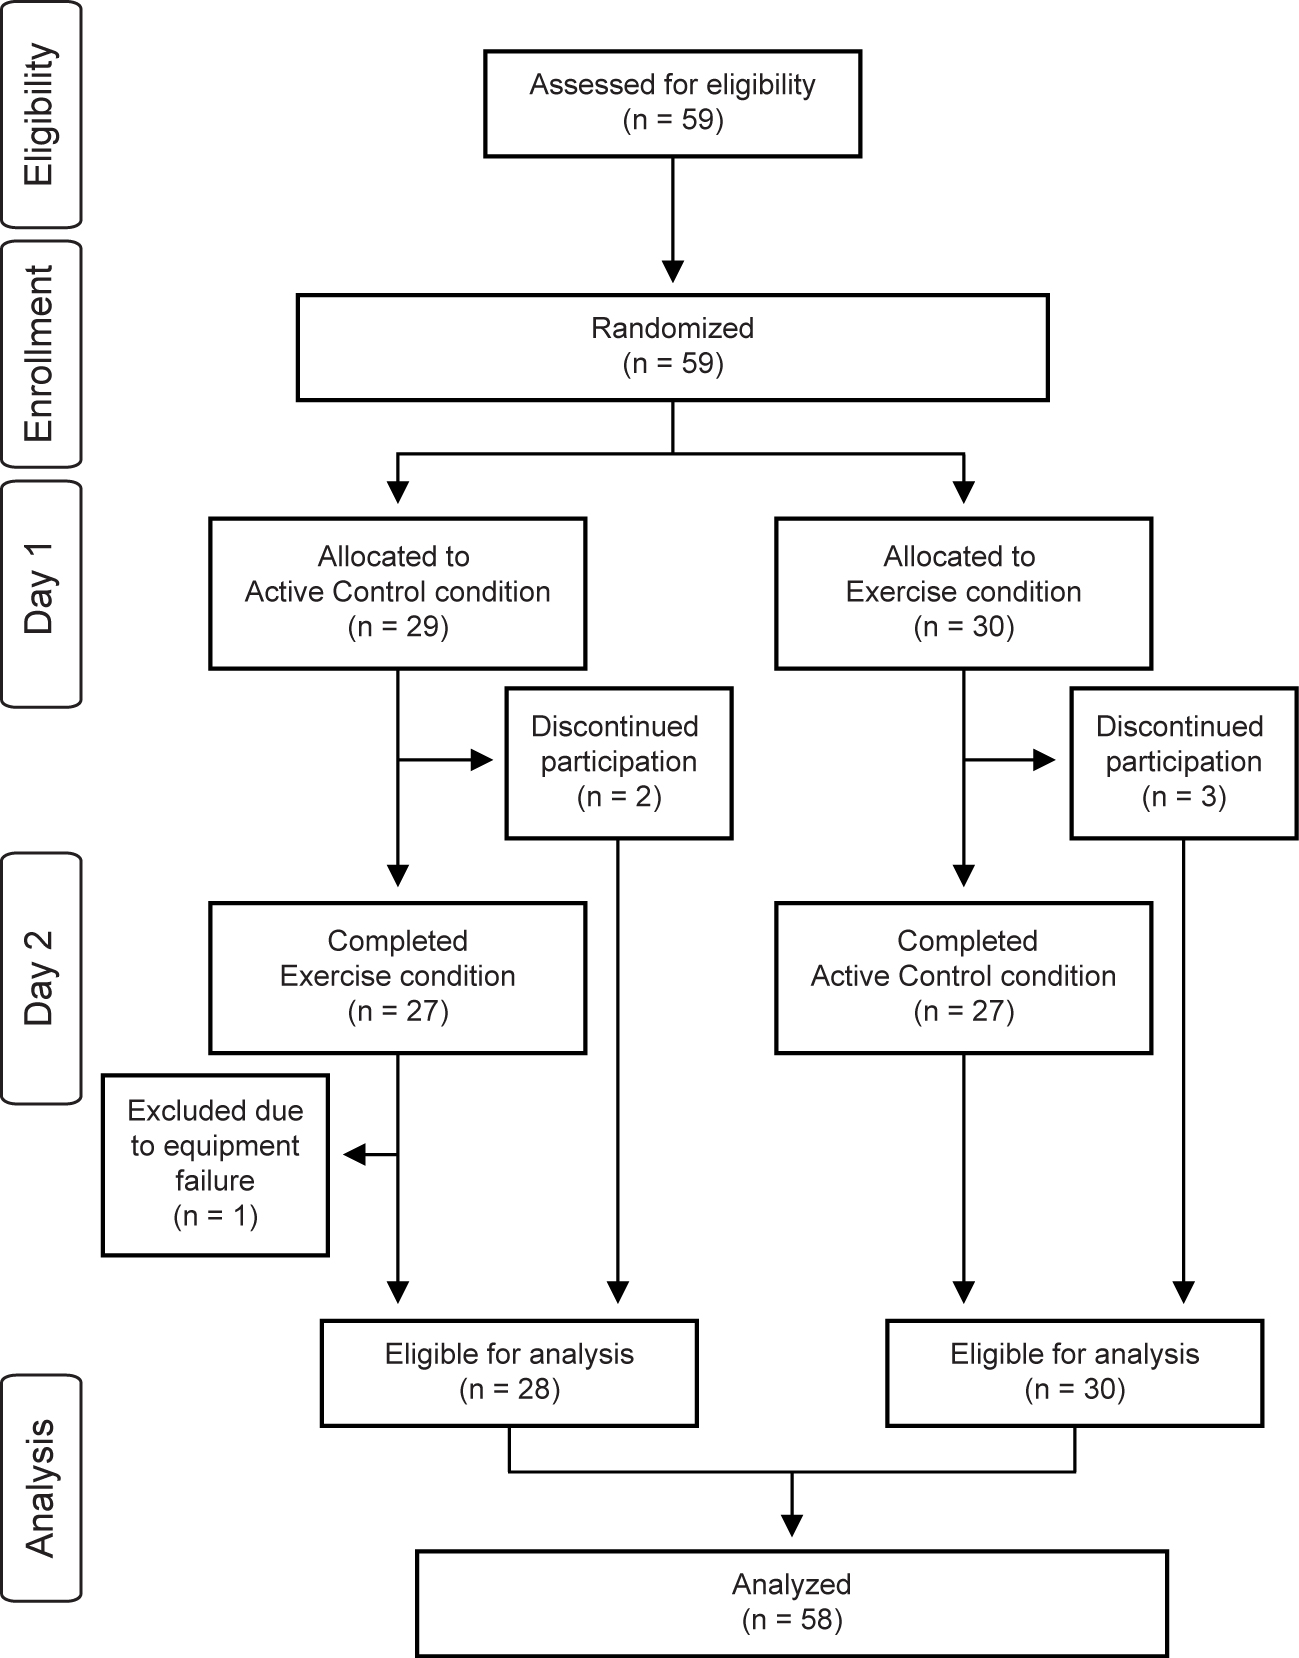 Eligibility
Assessed for eligibility
(n = 59)
Enrollment
Randomized
(n = 59)
Day 1
Allocated to
Active Control condition
(n = 29)
Allocated to
Exercise condition
(n = 30)
Discontinued
participation
(n = 2)
Discontinued
participation
(n = 3)
Day 2
Completed
Exercise condition
(n = 27)
Completed
Active Control condition
(n = 27)
Excluded due
to equipment
failure
(n = 1)
Analysis
Eligible for analysis
(n = 28)
Eligible for analysis
(n = 30)
Analyzed
(n = 58)